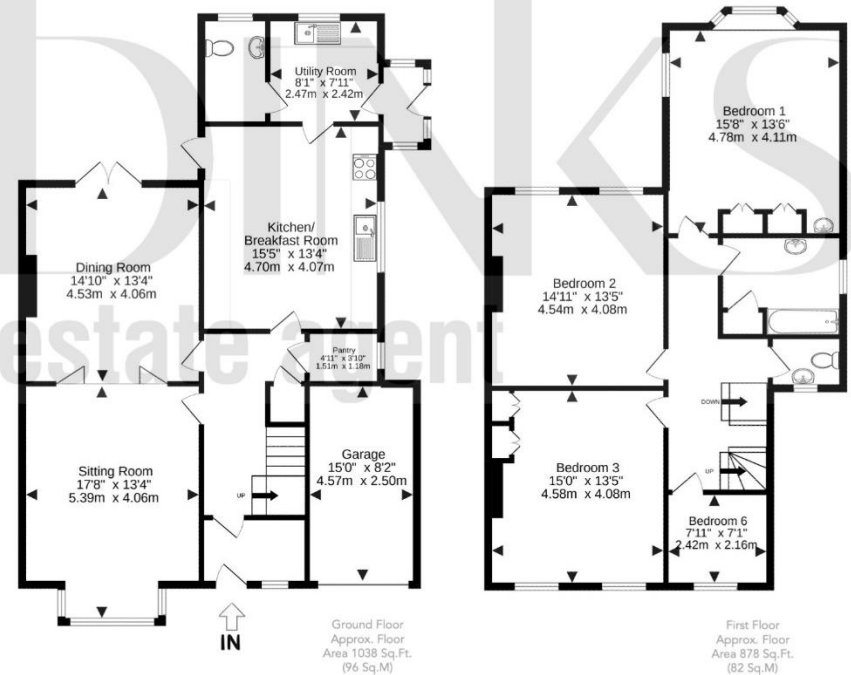 DINKS
estate agent
Utility Room
8'1" x 7'11"
2.47m x 2.42m
Kitchen/
Breakfast Room
15'5" x 13'4"
4.70m x 4.07m
Dining Room
14'10" x 13'4"
4.53m x 4.06m
Pantry
4'11" x 3'10"
1.51m x 1.18m
Garage
15'0" x 8'2"
4.57m x 2.50m
Sitting Room
17'8" x 13'4"
5.39m x 4.06m
UP
IN
Ground Floor
Approx. Floor
Area 1038 Sq.Ft.
(96 Sq.M)
Bedroom 1
15'8" x 13'6"
4.78m x 4.11m
Bedroom 2
14'11" x 13'5"
4.54m x 4.08m
DOWN
UP
Bedroom 3
15'0" x 13'5"
4.58m x 4.08m
Bedroom 6
7'11" x 7'1"
2.42m x 2.16m
First Floor
Approx. Floor
Area 878 Sq.Ft.
(82 Sq.M)